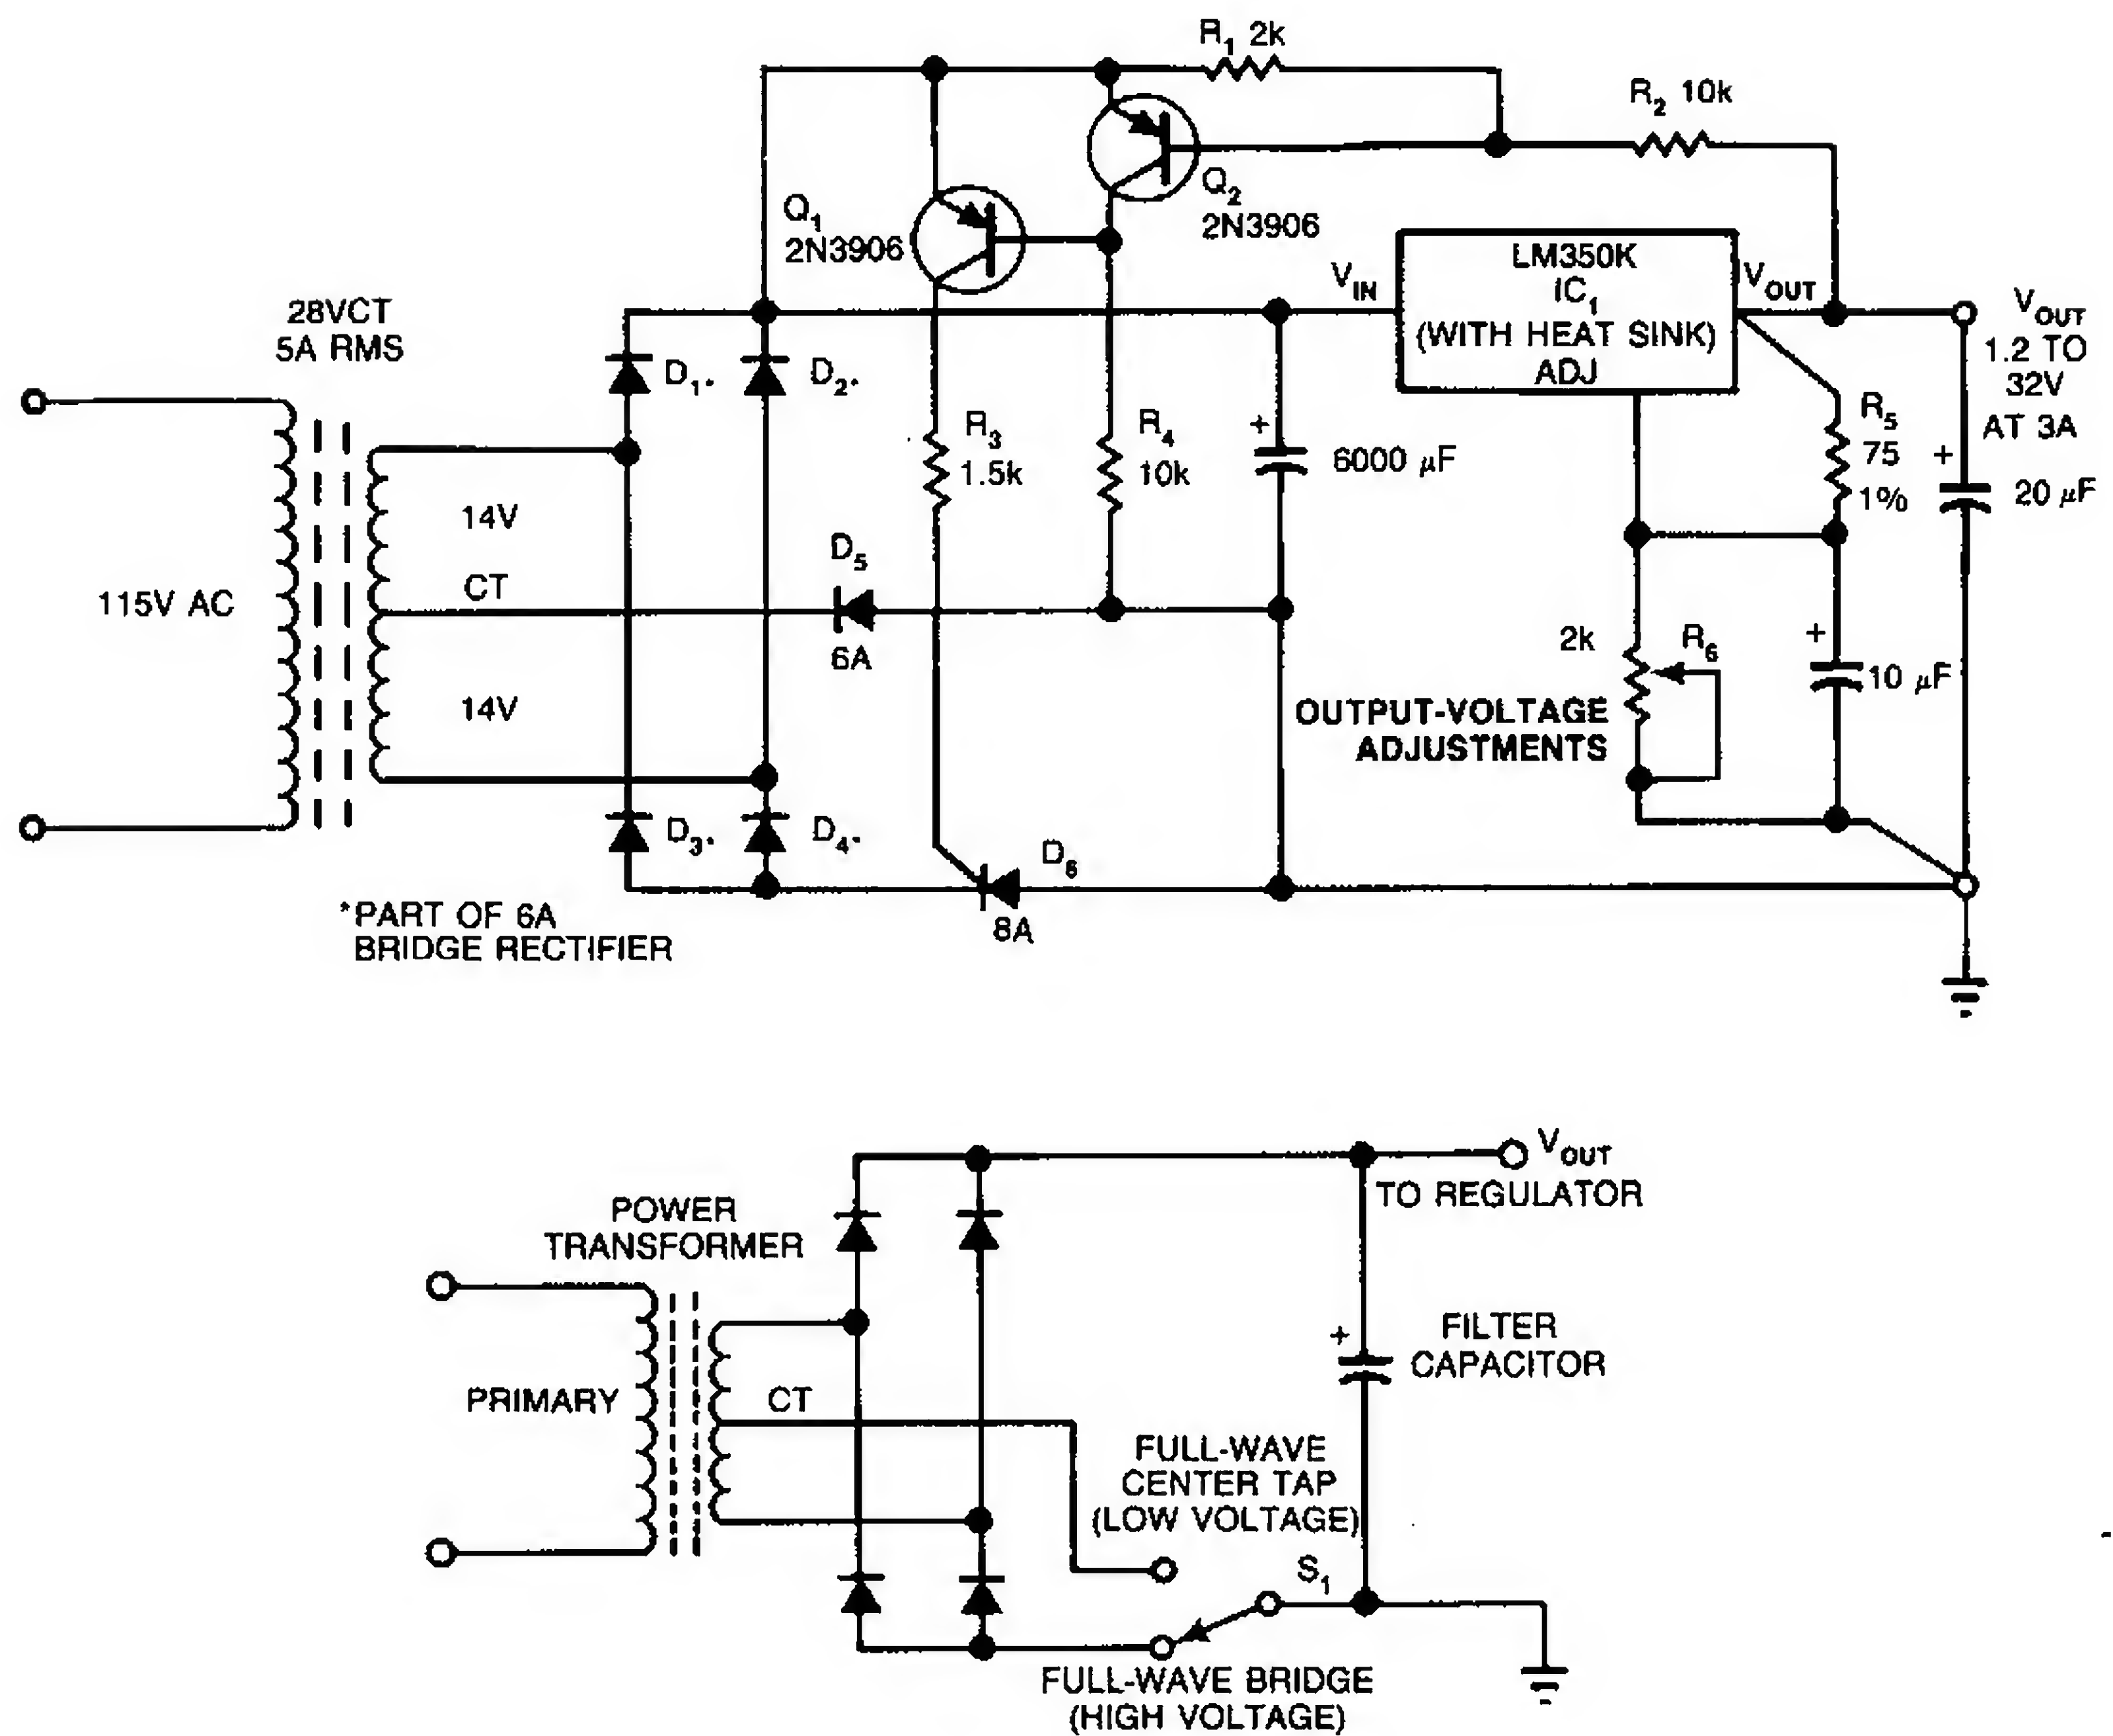 R₁ 2k
R₂ 10k
Q₁
2N3906
Q₂
2N3906
LM350K
IC₁
(WITH HEAT SINK)
ADJ
V_IN
V_OUT
V_OUT
1.2 TO
32V
AT 3A
28VCT
5A RMS
D₁*
D₂*
R₃
1.5k
R₄
10k
+
6000 µF
R₅
75
1%
+
20 µF
14V
CT
115V AC
D₅
6A
14V
2k
R₆
+
10 µF
OUTPUT-VOLTAGE
ADJUSTMENTS
D₃*
D₄*
D₆
8A
*PART OF 6A
BRIDGE RECTIFIER
V_OUT
TO REGULATOR
POWER
TRANSFORMER
PRIMARY
CT
+
FILTER
CAPACITOR
FULL-WAVE
CENTER TAP
(LOW VOLTAGE)
S₁
FULL-WAVE BRIDGE
(HIGH VOLTAGE)